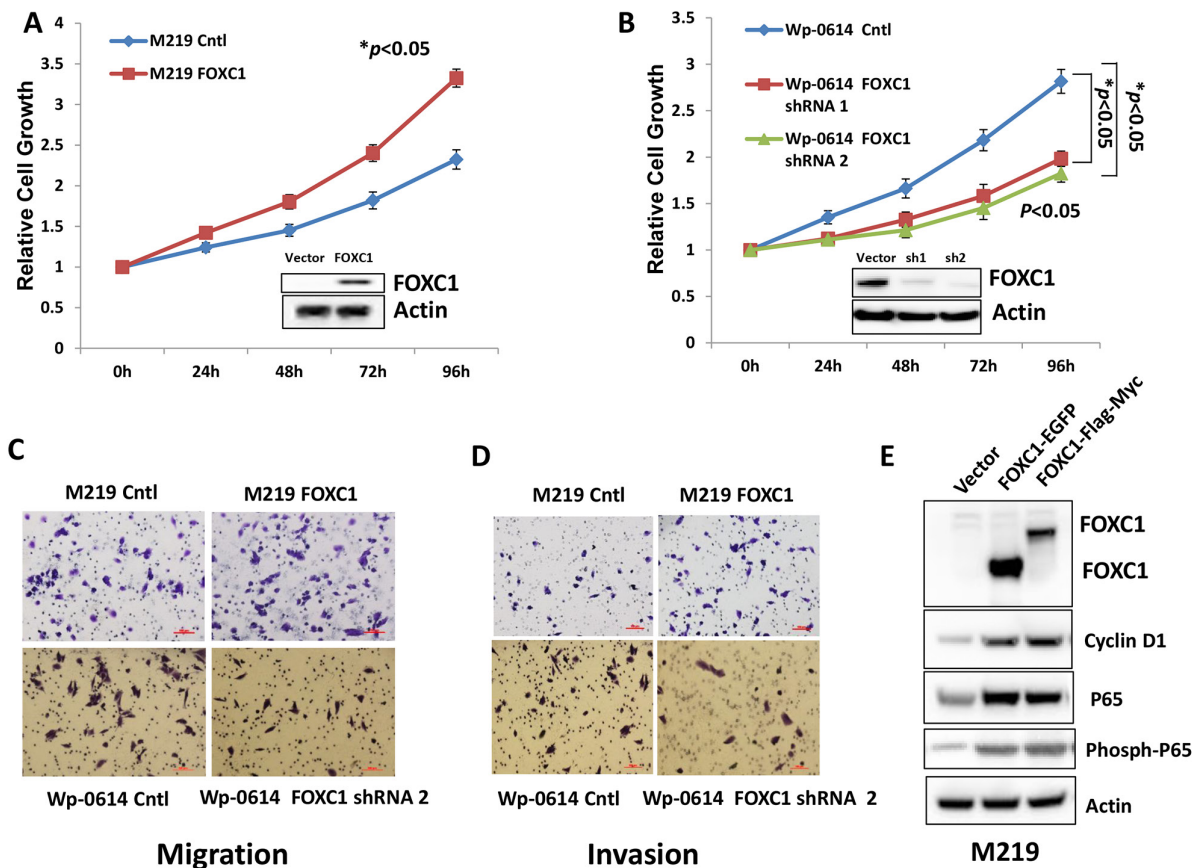 A
M219 Cntl
M219 FOXC1
*p<0.05
Relative Cell Growth
4
3.5
3
2.5
2
1.5
1
0.5
0
0h 24h 48h 72h 96h
Vector FOXC1
FOXC1
Actin
B
Wp-0614 Cntl
Wp-0614 FOXC1
shRNA 1
Wp-0614 FOXC1
shRNA 2
*p<0.05
*p<0.05
P<0.05
Relative Cell Growth
3.5
3
2.5
2
1.5
1
0.5
0
0h 24h 48h 72h 96h
Vector sh1 sh2
FOXC1
Actin
C
M219 Cntl M219 FOXC1
Wp-0614 Cntl Wp-0614 FOXC1 shRNA 2
Migration
D
M219 Cntl M219 FOXC1
Wp-0614 Cntl Wp-0614 FOXC1 shRNA 2
Invasion
E
Vector
FOXC1-EGFP
FOXC1-Flag-Myc
FOXC1
FOXC1
Cyclin D1
P65
Phosph-P65
Actin
M219